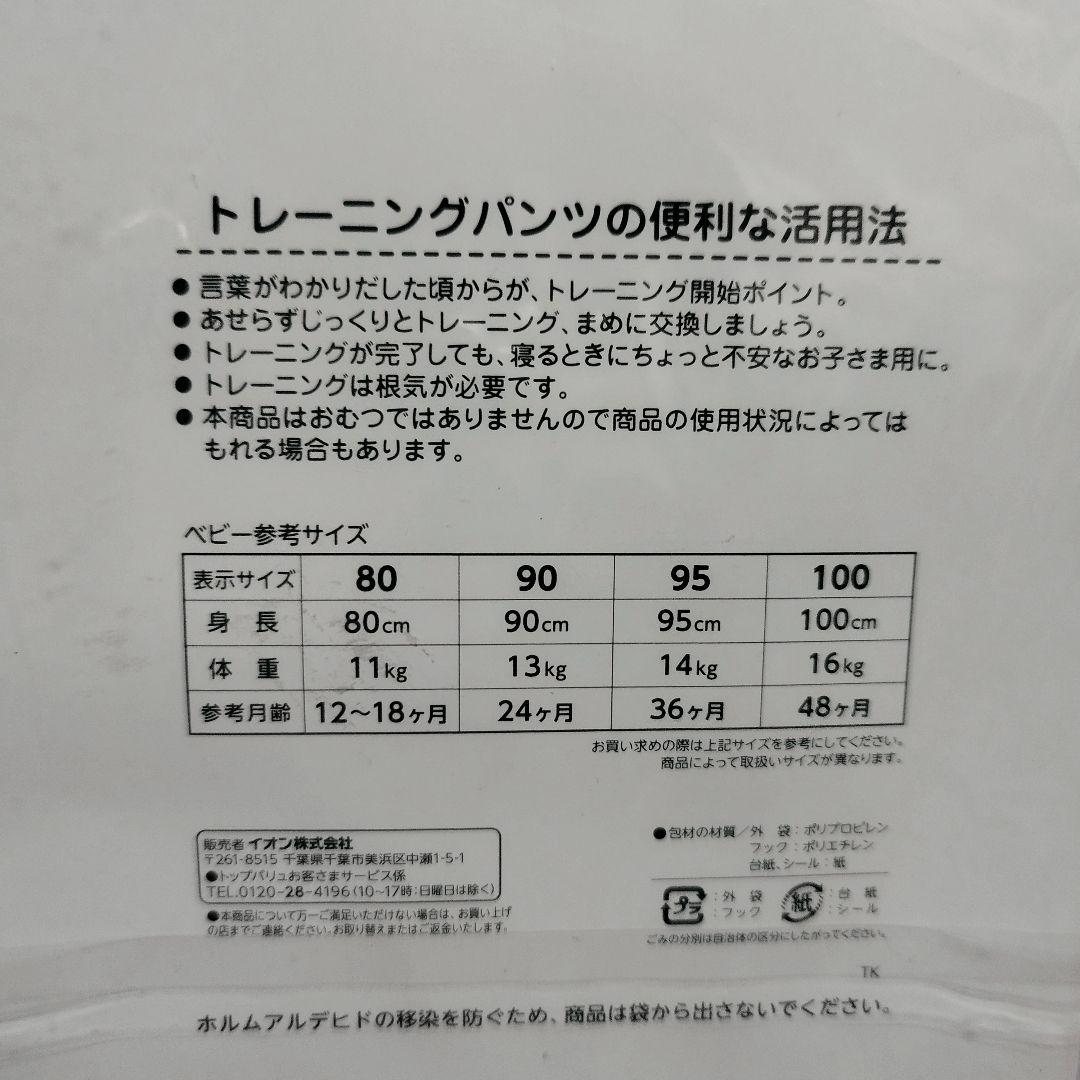 トレーニングパンツの便利な活用法
●言葉がわかりだした頃からが、トレーニング開始ポイント。
●あせらずじっくりとトレーニング、まめに交換しましょう。
●トレーニングが完了しても、寝るときにちょっと不安なお子さま用に。
●トレーニングは根気が必要です。
●本商品はおむつではありませんので商品の使用状況によっては
もれる場合もあります。
ベビー参考サイズ
表示サイズ 80 90 95 100
身長 80cm 90cm 95cm 100cm
体重 11kg 13kg 14kg 16kg
参考月齢 12〜18ヶ月 24ヶ月 36ヶ月 48ヶ月
お買い求めの際は上記サイズを参考にしてください。
商品によって取扱いサイズが異なります。
販売者 イオン株式会社
〒261-8515 千葉県千葉市美浜区中瀬1-5-1
●トップバリュお客さまサービス係
TEL.0120-28-4196(10〜17時:日曜日は除く)
●本商品について万一ご満足いただけない場合は、お買い上げ
の店までご連絡ください。お取り替えまたはご返金いたします。
●包材の材質/外袋:ポリプロピレン
フック:ポリエチレン
台紙、シール:紙
プラ:外袋 紙:台紙
:フック :シール
ごみの分別は自治体の区分にしたがってください。
TK
ホルムアルデヒドの移染を防ぐため、商品は袋から出さないでください。